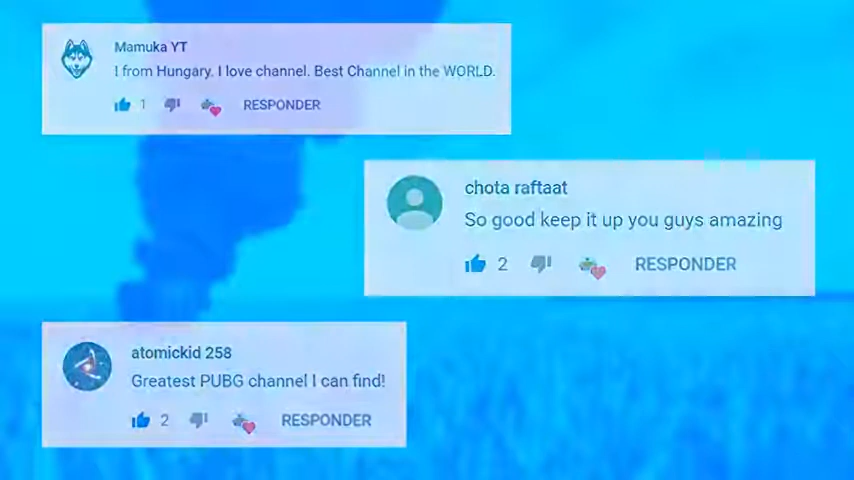 Mamuka YT
I from Hungary. I love channel. Best Channel in the WORLD.
1 RESPONDER
chota raftaat
So good keep it up you guys amazing
2 RESPONDER
atomickid 258
Greatest PUBG channel I can find!
2 RESPONDER